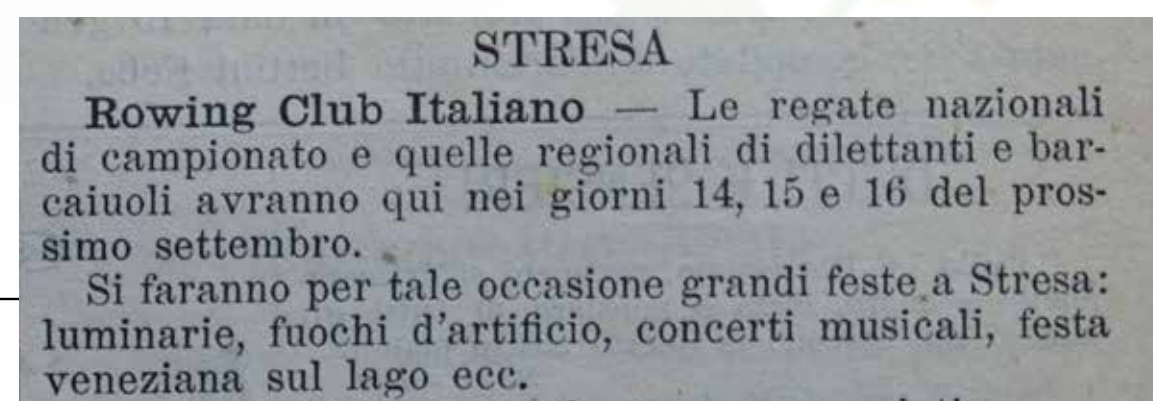 STRESA
Rowing Club Italiano — Le regate nazionali
di campionato e quelle regionali di dilettanti e bar-
caiuoli avranno qui nei giorni 14, 15 e 16 del pros-
simo settembro.
Si faranno per tale occasione grandi feste a Stresa:
luminarie, fuochi d'artificio, concerti musicali, festa
veneziana sul lago ecc.